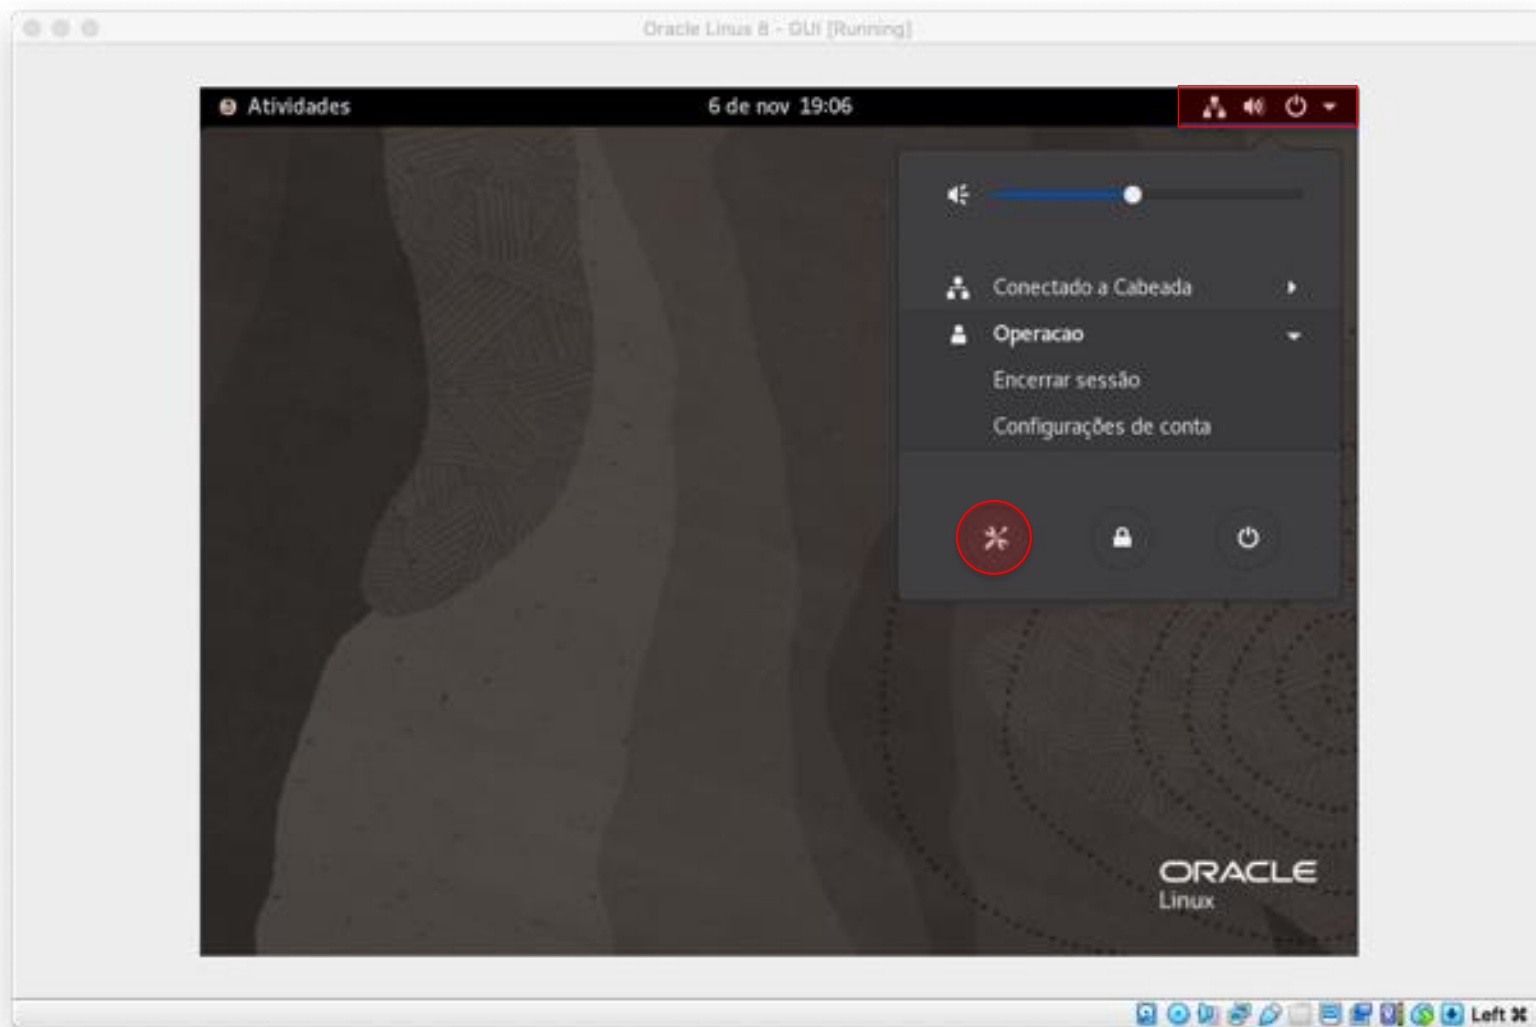 Oracle Linux 8 - GUI [Running]
Atividades
6 de nov 19:06
Conectado a Cabeada
Operacao
Encerrar sessão
Configurações de conta
ORACLE
Linux
Left ⌘